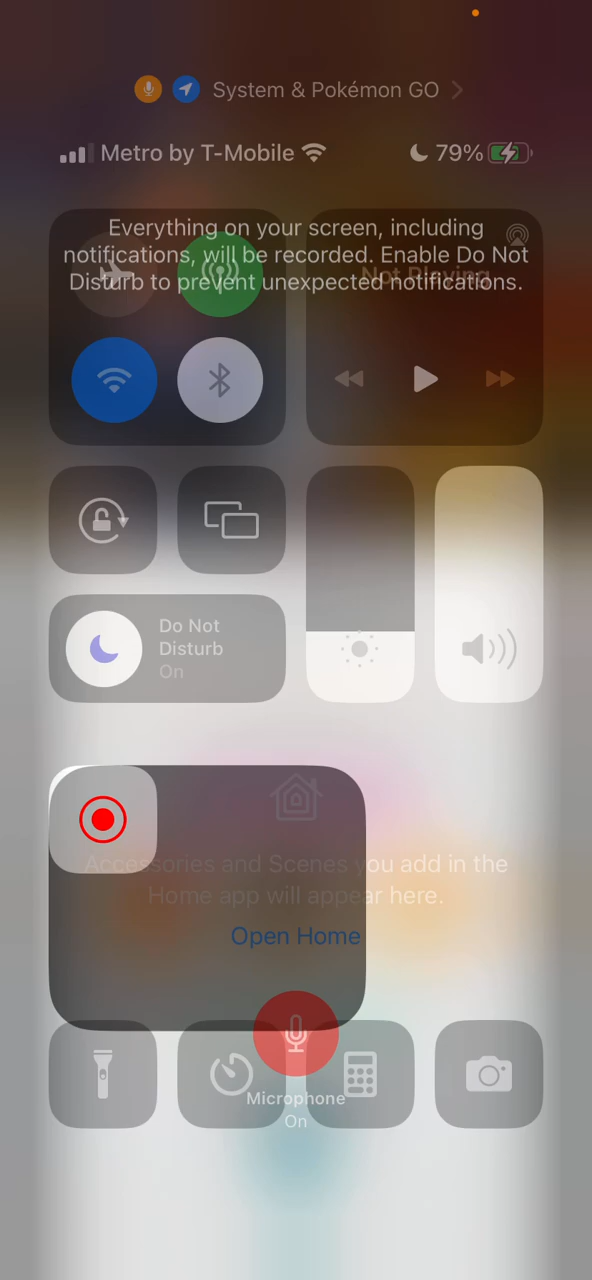 System & Pokémon GO
Metro by T-Mobile 79%
Everything on your screen, including
notifications, will be recorded. Enable Do Not
Disturb to prevent unexpected notifications.
Not Playing
Do Not
Disturb
On
Accessories and Scenes you add in the
Home app will appear here.
Open Home
Microphone
On